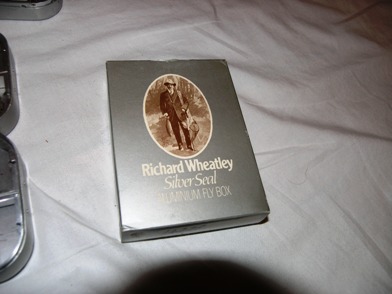 Richard Wheatley
Silver Seal
ALUMINIUM FLY BOX